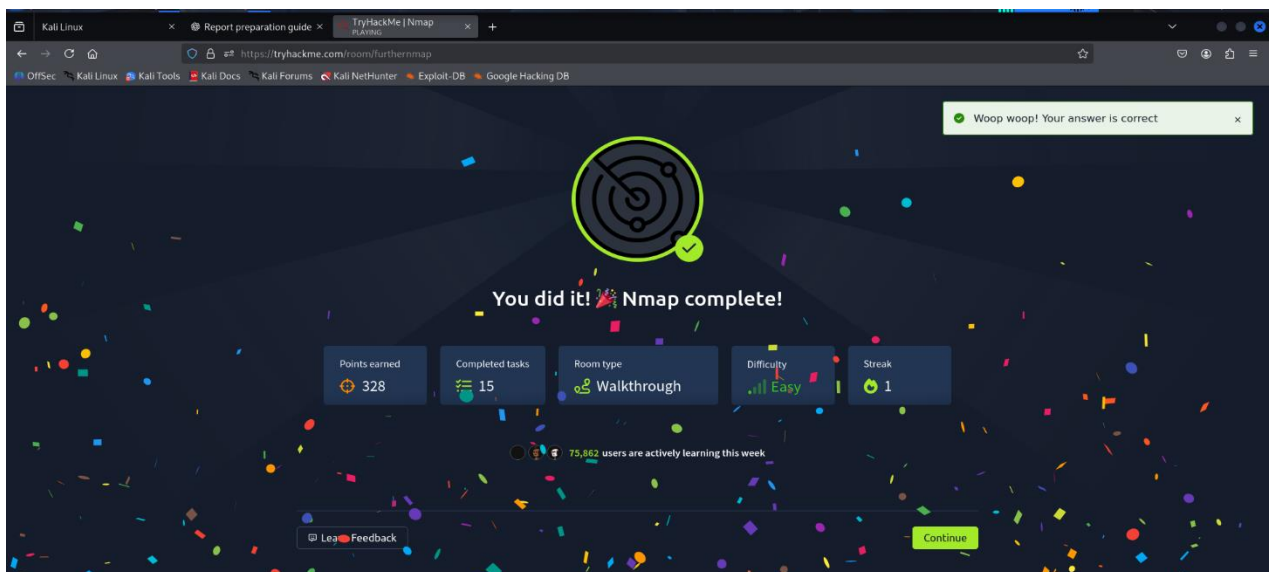 Kali Linux
Report preparation guide
TryHackMe | Nmap
PLAYING
https://tryhackme.com/room/furthernmap
OffSec Kali Linux Kali Tools Kali Docs Kali Forums Kali NetHunter Exploit-DB Google Hacking DB
Woop woop! Your answer is correct
You did it! 🎉 Nmap complete!
Points earned
328
Completed tasks
15
Room type
Walkthrough
Difficulty
Easy
Streak
1
75,862 users are actively learning this week
Feedback
Continue